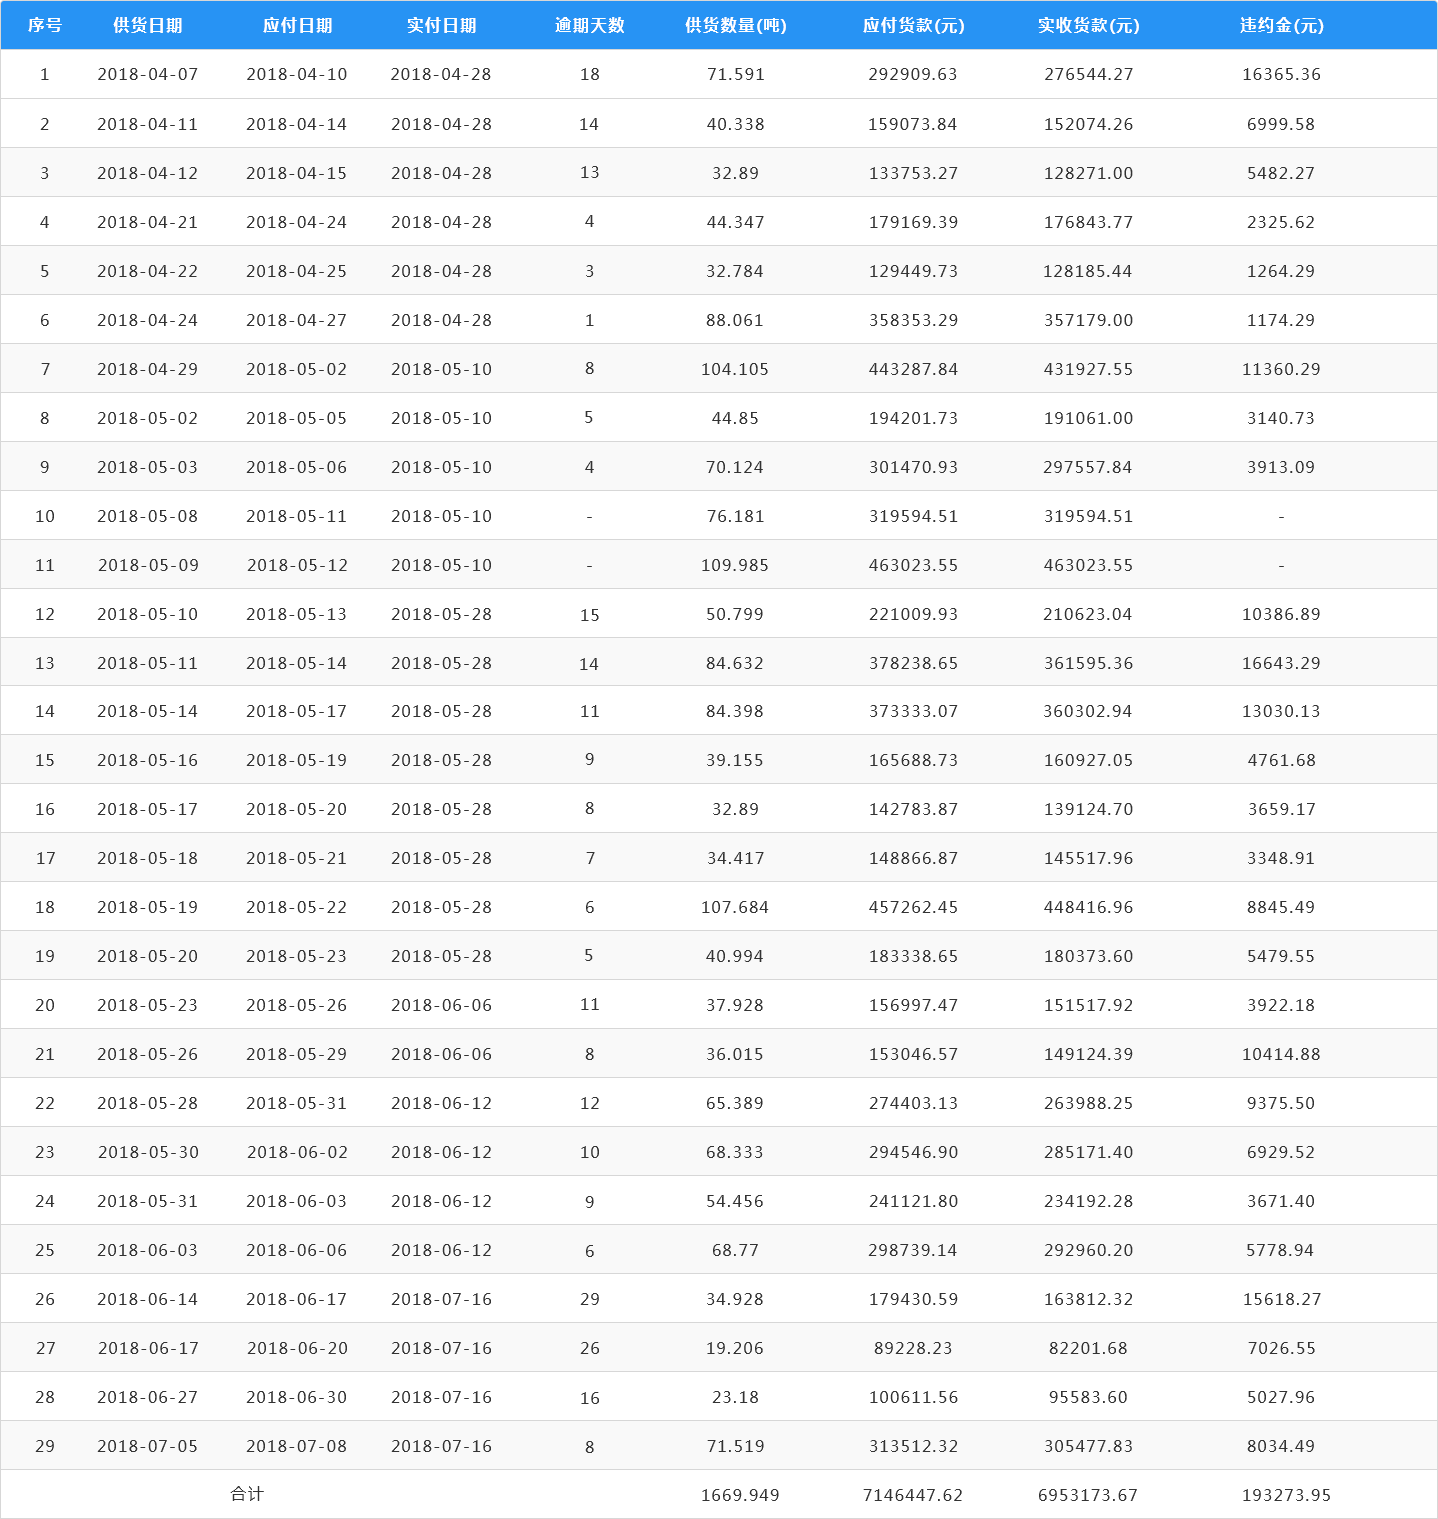 序号 供货日期 应付日期 实付日期 逾期天数 供货数量(吨) 应付货款(元) 实收货款(元) 违约金(元)
1 2018-04-07 2018-04-10 2018-04-28 18 71.591 292909.63 276544.27 16365.36
2 2018-04-11 2018-04-14 2018-04-28 14 40.338 159073.84 152074.26 6999.58
3 2018-04-12 2018-04-15 2018-04-28 13 32.89 133753.27 128271.00 5482.27
4 2018-04-21 2018-04-24 2018-04-28 4 44.347 179169.39 176843.77 2325.62
5 2018-04-22 2018-04-25 2018-04-28 3 32.784 129449.73 128185.44 1264.29
6 2018-04-24 2018-04-27 2018-04-28 1 88.061 358353.29 357179.00 1174.29
7 2018-04-29 2018-05-02 2018-05-10 8 104.105 443287.84 431927.55 11360.29
8 2018-05-02 2018-05-05 2018-05-10 5 44.85 194201.73 191061.00 3140.73
9 2018-05-03 2018-05-06 2018-05-10 4 70.124 301470.93 297557.84 3913.09
10 2018-05-08 2018-05-11 2018-05-10 - 76.181 319594.51 319594.51 -
11 2018-05-09 2018-05-12 2018-05-10 - 109.985 463023.55 463023.55 -
12 2018-05-10 2018-05-13 2018-05-28 15 50.799 221009.93 210623.04 10386.89
13 2018-05-11 2018-05-14 2018-05-28 14 84.632 378238.65 361595.36 16643.29
14 2018-05-14 2018-05-17 2018-05-28 11 84.398 373333.07 360302.94 13030.13
15 2018-05-16 2018-05-19 2018-05-28 9 39.155 165688.73 160927.05 4761.68
16 2018-05-17 2018-05-20 2018-05-28 8 32.89 142783.87 139124.70 3659.17
17 2018-05-18 2018-05-21 2018-05-28 7 34.417 148866.87 145517.96 3348.91
18 2018-05-19 2018-05-22 2018-05-28 6 107.684 457262.45 448416.96 8845.49
19 2018-05-20 2018-05-23 2018-05-28 5 40.994 183338.65 180373.60 5479.55
20 2018-05-23 2018-05-26 2018-06-06 11 37.928 156997.47 151517.92 3922.18
21 2018-05-26 2018-05-29 2018-06-06 8 36.015 153046.57 149124.39 10414.88
22 2018-05-28 2018-05-31 2018-06-12 12 65.389 274403.13 263988.25 9375.50
23 2018-05-30 2018-06-02 2018-06-12 10 68.333 294546.90 285171.40 6929.52
24 2018-05-31 2018-06-03 2018-06-12 9 54.456 241121.80 234192.28 3671.40
25 2018-06-03 2018-06-06 2018-06-12 6 68.77 298739.14 292960.20 5778.94
26 2018-06-14 2018-06-17 2018-07-16 29 34.928 179430.59 163812.32 15618.27
27 2018-06-17 2018-06-20 2018-07-16 26 19.206 89228.23 82201.68 7026.55
28 2018-06-27 2018-06-30 2018-07-16 16 23.18 100611.56 95583.60 5027.96
29 2018-07-05 2018-07-08 2018-07-16 8 71.519 313512.32 305477.83 8034.49
合计 1669.949 7146447.62 6953173.67 193273.95